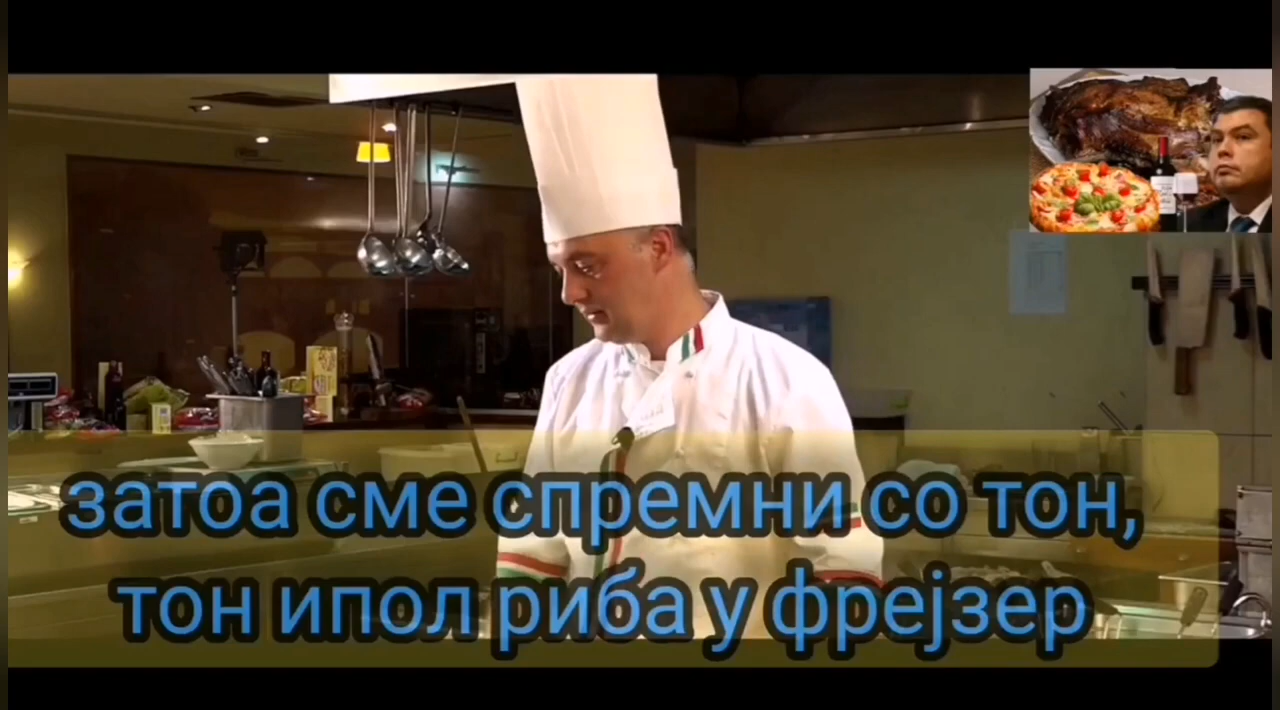 затоа сме спремни со тон,
тон ипол риба у фрејзер